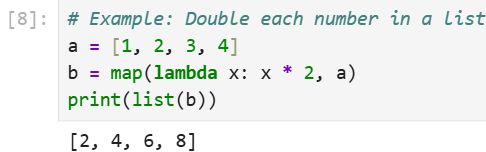 [8]: # Example: Double each number in a list
a = [1, 2, 3, 4]
b = map(lambda x: x * 2, a)
print(list(b))
[2, 4, 6, 8]